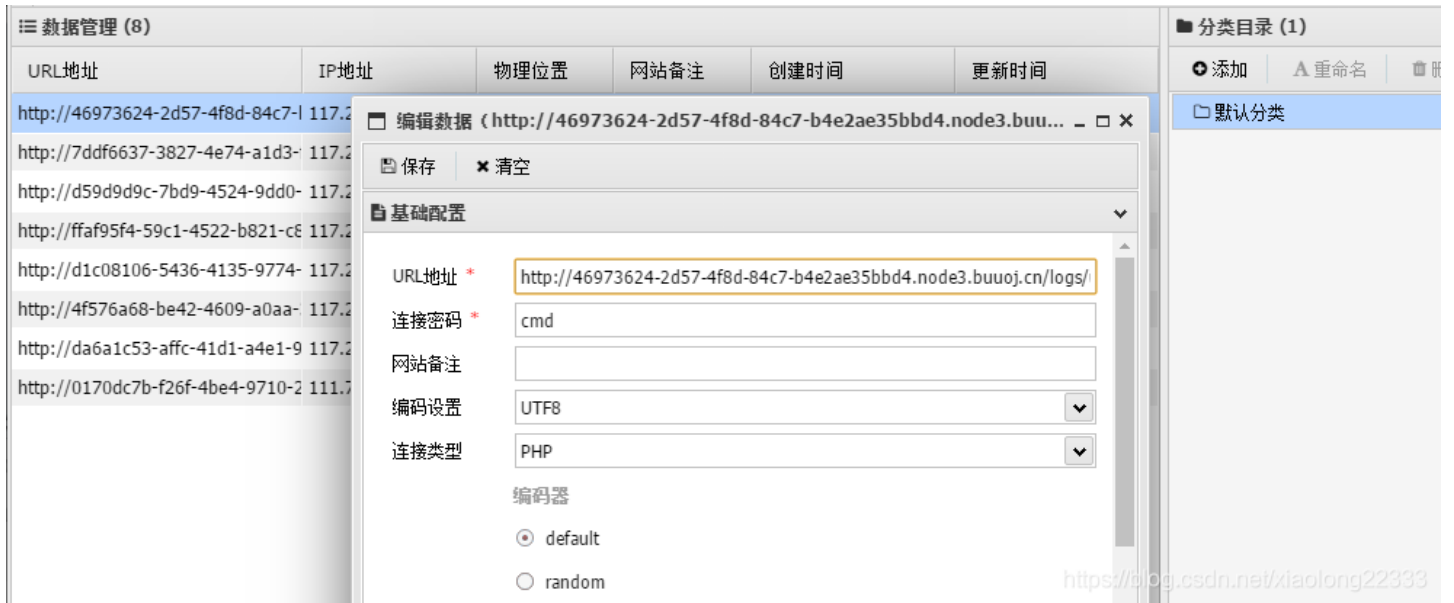 数据管理 (8)
URL地址 IP地址 物理位置 网站备注 创建时间 更新时间
http://46973624-2d57-4f8d-84c7-l 117.2
http://7ddf6637-3827-4e74-a1d3- 117.2
http://d59d9d9c-7bd9-4524-9dd0- 117.2
http://ffaf95f4-59c1-4522-b821-c8 117.2
http://d1c08106-5436-4135-9774- 117.2
http://4f576a68-be42-4609-a0aa- 117.2
http://da6a1c53-affc-41d1-a4e1-9 117.2
http://0170dc7b-f26f-4be4-9710-2 111.7
编辑数据 (http://46973624-2d57-4f8d-84c7-b4e2ae35bbd4.node3.buu...
保存 清空
基础配置
URL地址 * http://46973624-2d57-4f8d-84c7-b4e2ae35bbd4.node3.buuoj.cn/logs/
连接密码 * cmd
网站备注
编码设置 UTF8
连接类型 PHP
编码器
default
random
分类目录 (1)
添加 A 重命名
默认分类
https://blog.csdn.net/xiaolong22333